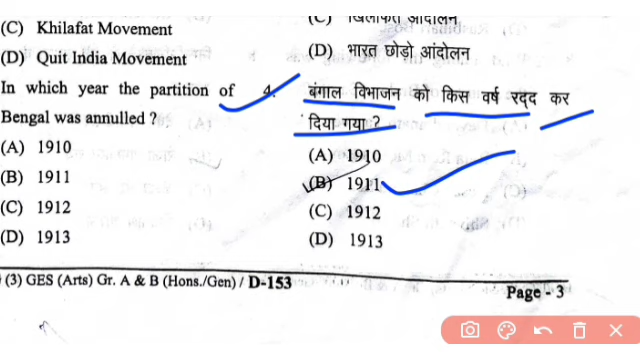 (C) Khilafat Movement
(D) Quit India Movement
In which year the partition of
Bengal was annulled ?
(A) 1910
(B) 1911
(C) 1912
(D) 1913
(C) खिलाफत आंदोलन
(D) भारत छोड़ो आंदोलन
4. बंगाल विभाजन को किस वर्ष रद्द कर
दिया गया ?
(A) 1910
(B) 1911
(C) 1912
(D) 1913
(3) GES (Arts) Gr. A & B (Hons./Gen) / D-153
Page - 3